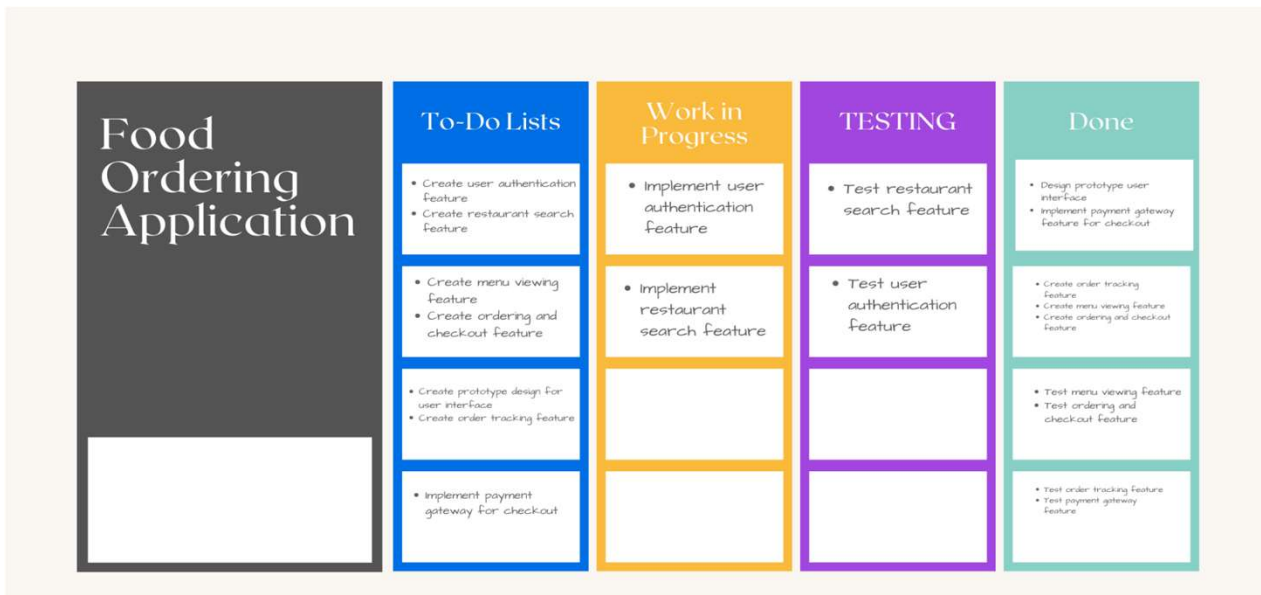 Food
Ordering
Application
To-Do Lists
• Create user authentication
feature
• Create restaurant search
feature
• Create menu viewing
feature
• Create ordering and
checkout feature
• Create prototype design for
user interface
• Create order tracking feature
• Implement payment
gateway for checkout
Work in
Progress
• Implement user
authentication
feature
• Implement
restaurant
search feature
TESTING
• Test restaurant
search feature
• Test user
authentication
feature
Done
• Design prototype user
interface
• Implement payment gateway
feature for checkout
• Create order tracking
feature
• Create menu viewing feature
• Create ordering and checkout
feature
• Test menu viewing feature
• Test ordering and
checkout feature
• Test order tracking feature
• Test payment gateway
feature